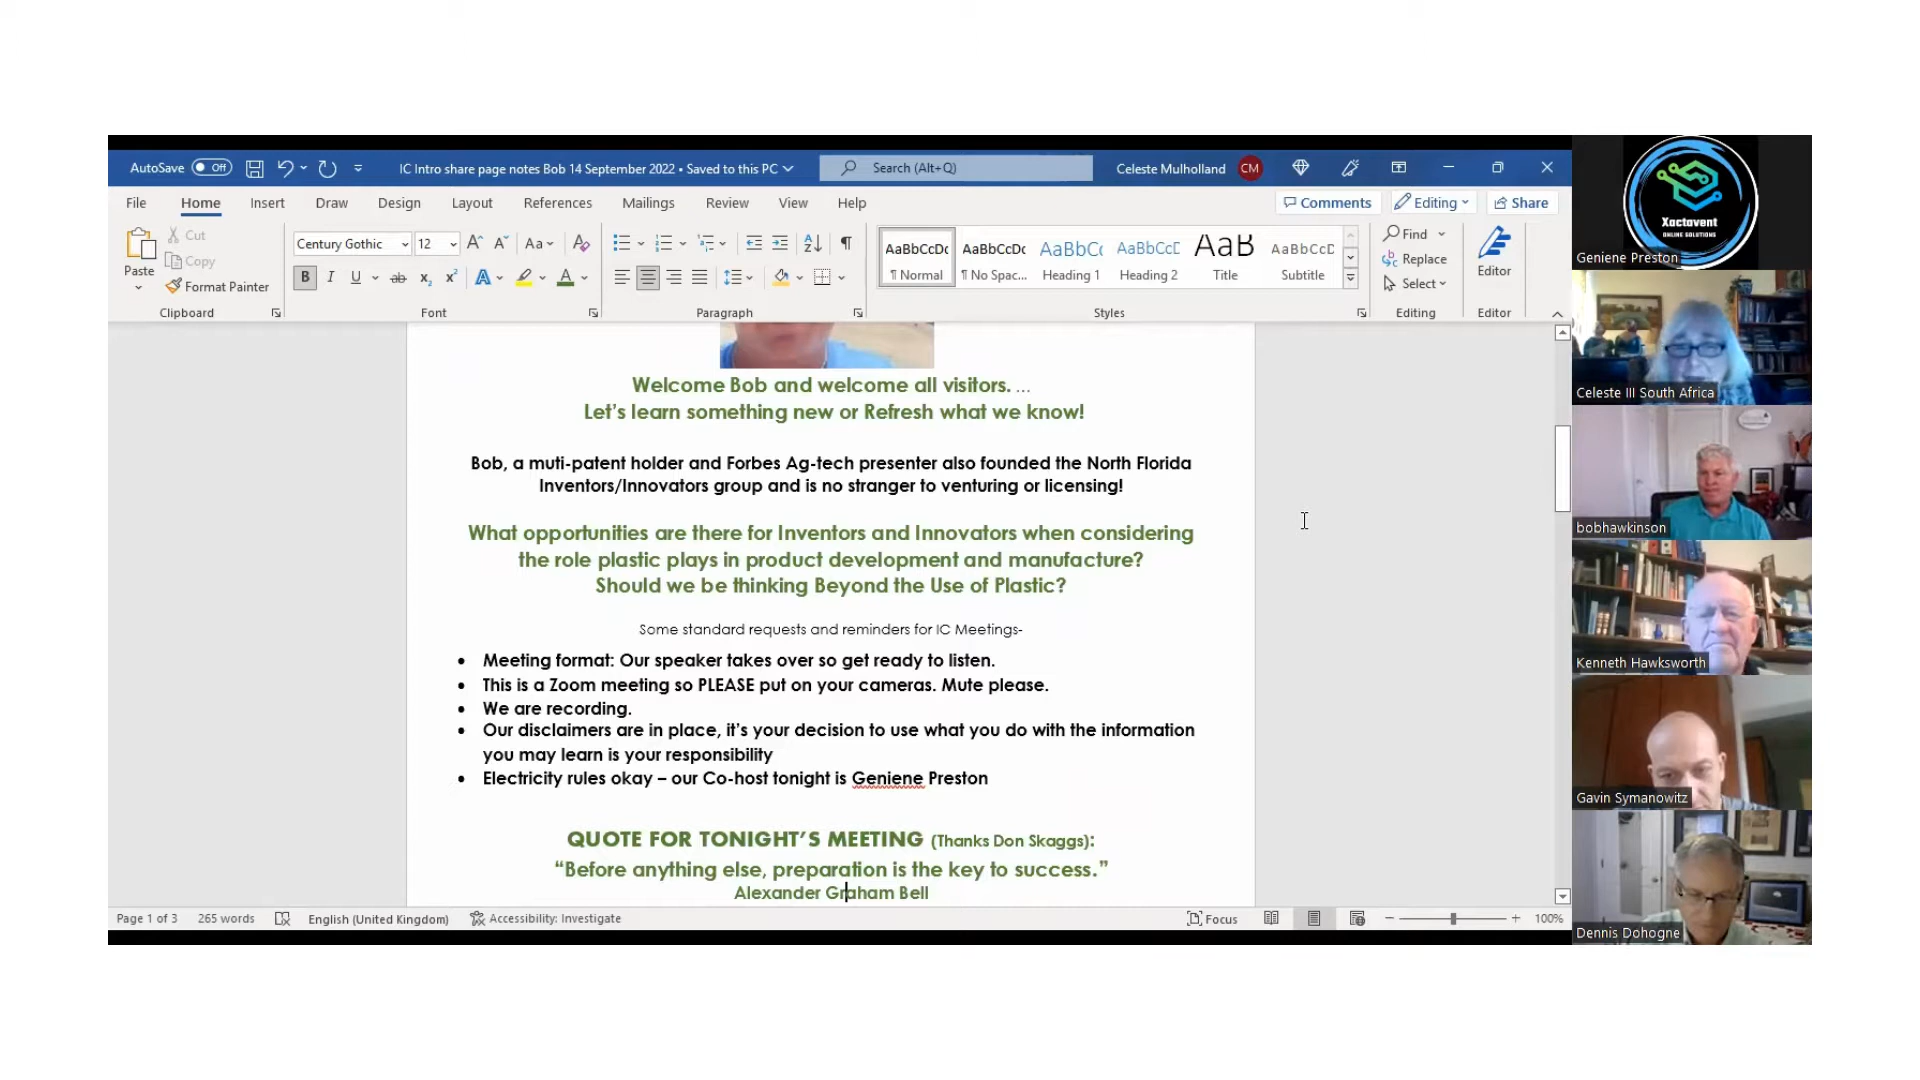 AutoSave Off IC Intro share page notes Bob 14 September 2022 • Saved to this PC Search (Alt+Q) Celeste Mulholland CM
File Home Insert Draw Design Layout References Mailings Review View Help Comments Editing Share
Paste Cut Copy Format Painter
Clipboard
Century Gothic 12 A A Aa A
B I U ab x₂ x² A A
Font
Paragraph
AaBbCcDc AaBbCcDc AaBbCc AaBbCcD AaB AaBbCcD
¶ Normal ¶ No Spac... Heading 1 Heading 2 Title Subtitle
Styles
Find
Replace
Select
Editing
Editor
Editor
Welcome Bob and welcome all visitors. ...
Let's learn something new or Refresh what we know!
Bob, a muti-patent holder and Forbes Ag-tech presenter also founded the North Florida
Inventors/Innovators group and is no stranger to venturing or licensing!
What opportunities are there for Inventors and Innovators when considering
the role plastic plays in product development and manufacture?
Should we be thinking Beyond the Use of Plastic?
Some standard requests and reminders for IC Meetings-
• Meeting format: Our speaker takes over so get ready to listen.
• This is a Zoom meeting so PLEASE put on your cameras. Mute please.
• We are recording.
• Our disclaimers are in place, it's your decision to use what you do with the information
you may learn is your responsibility
• Electricity rules okay – our Co-host tonight is Geniene Preston
QUOTE FOR TONIGHT'S MEETING (Thanks Don Skaggs):
“Before anything else, preparation is the key to success.”
Alexander Graham Bell
Page 1 of 3 265 words English (United Kingdom) Accessibility: Investigate Focus 100%
Xactavent
ONLINE SOLUTIONS
Geniene Preston
Celeste III South Africa
bobhawkinson
Kenneth Hawksworth
Gavin Symanowitz
Dennis Dohogne